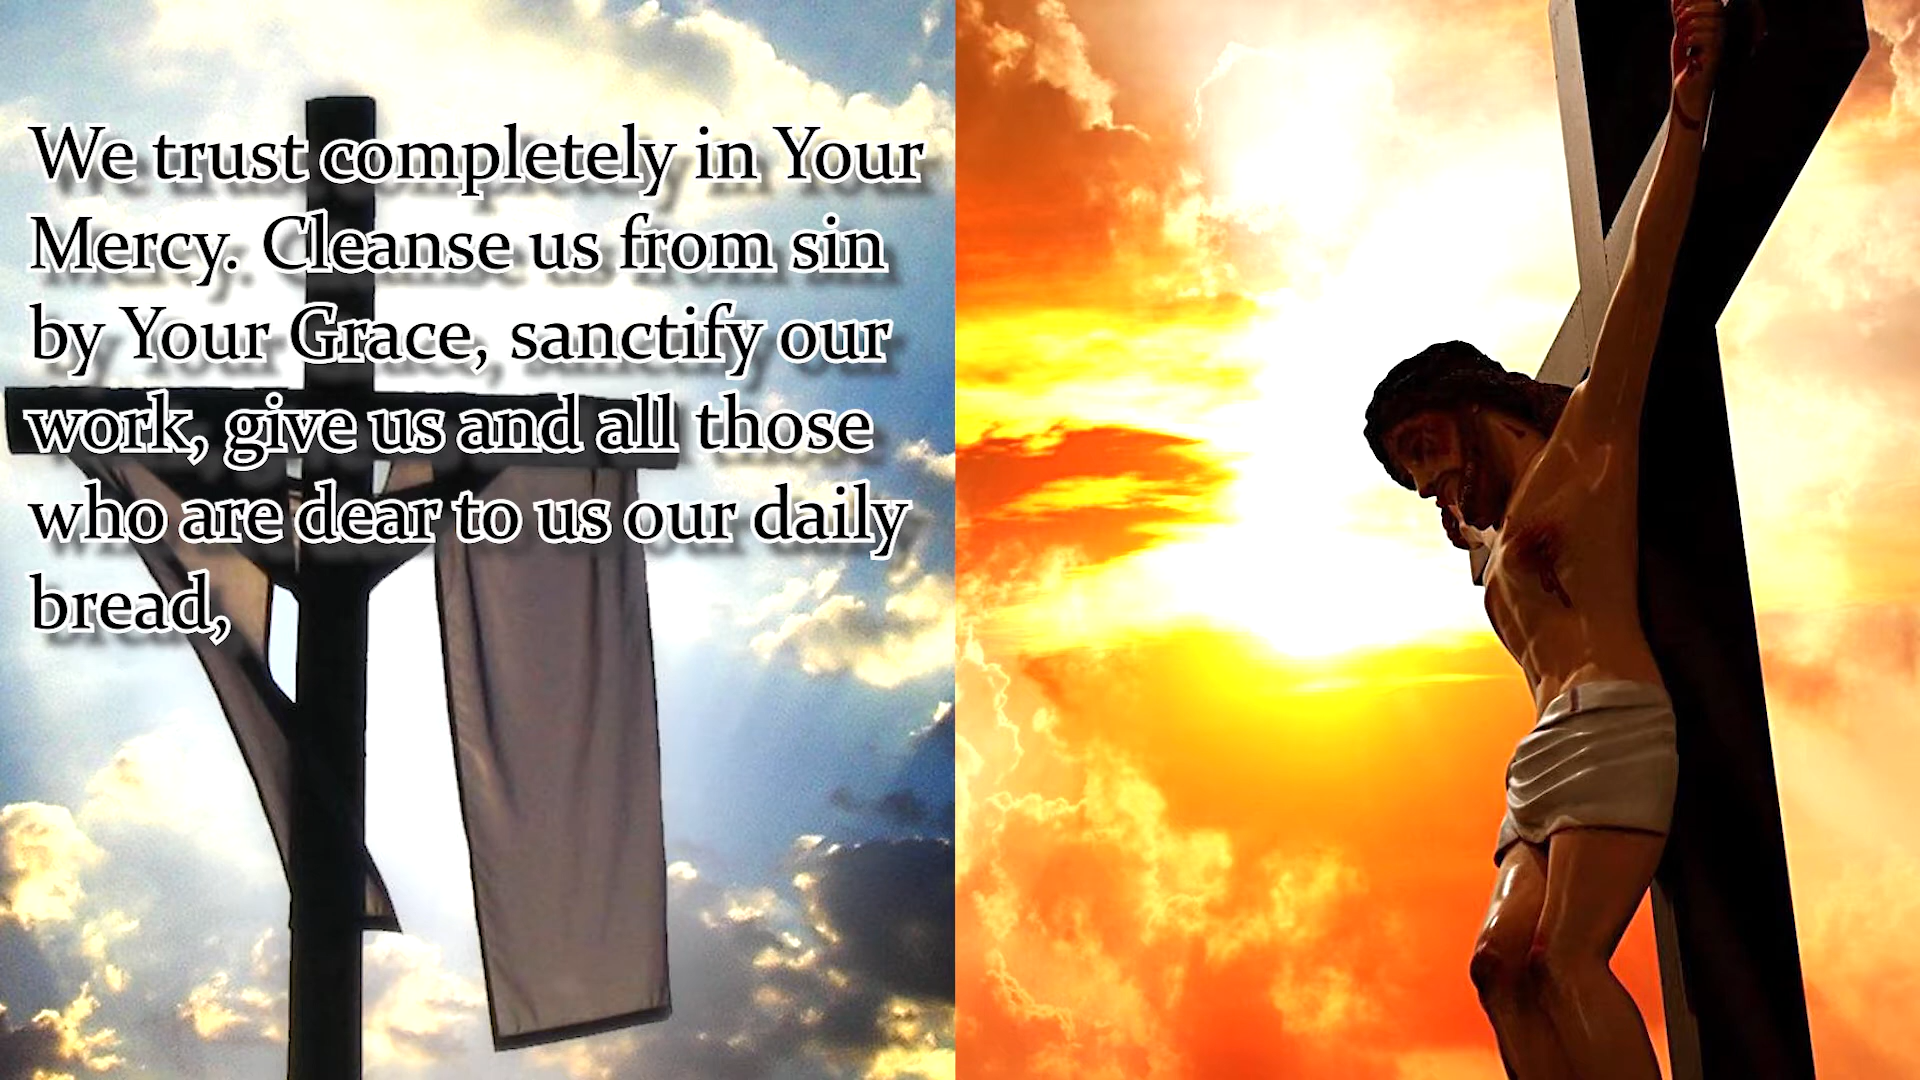 We trust completely in Your
Mercy. Cleanse us from sin
by Your Grace, sanctify our
work, give us and all those
who are dear to us our daily
bread,